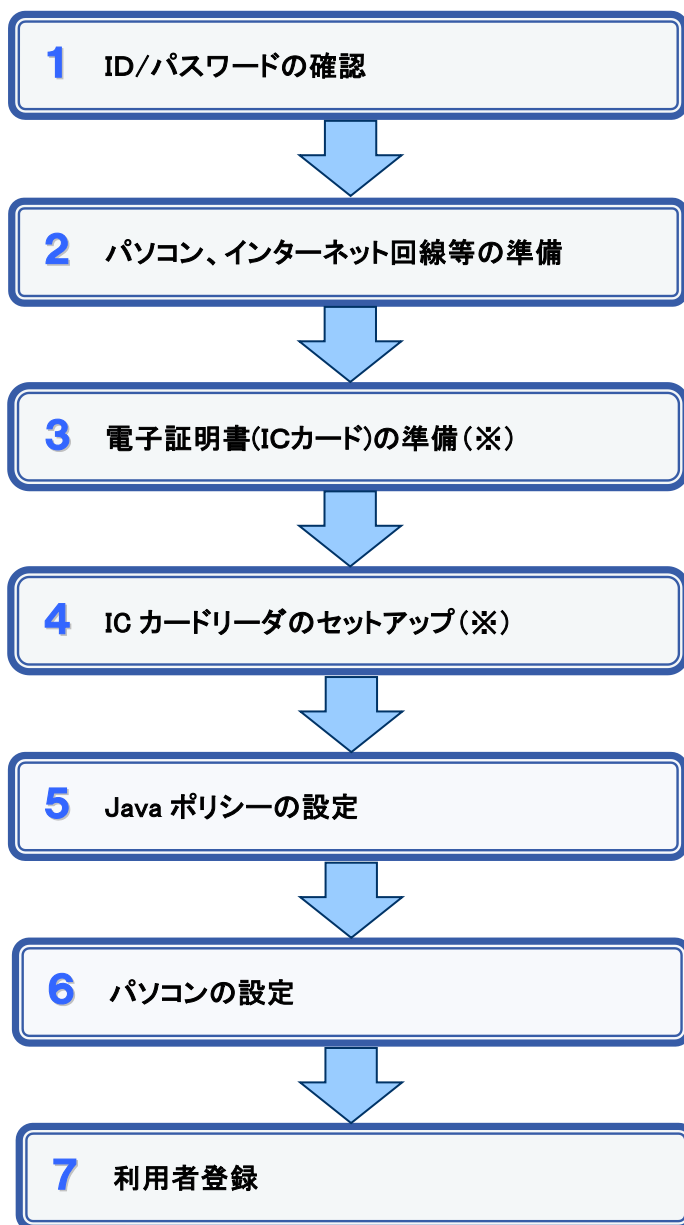 1 ID/パスワードの確認
2 パソコン、インターネット回線等の準備
3 電子証明書(ICカード)の準備(※)
4 IC カードリーダのセットアップ(※)
5 Java ポリシーの設定
6 パソコンの設定
7 利用者登録